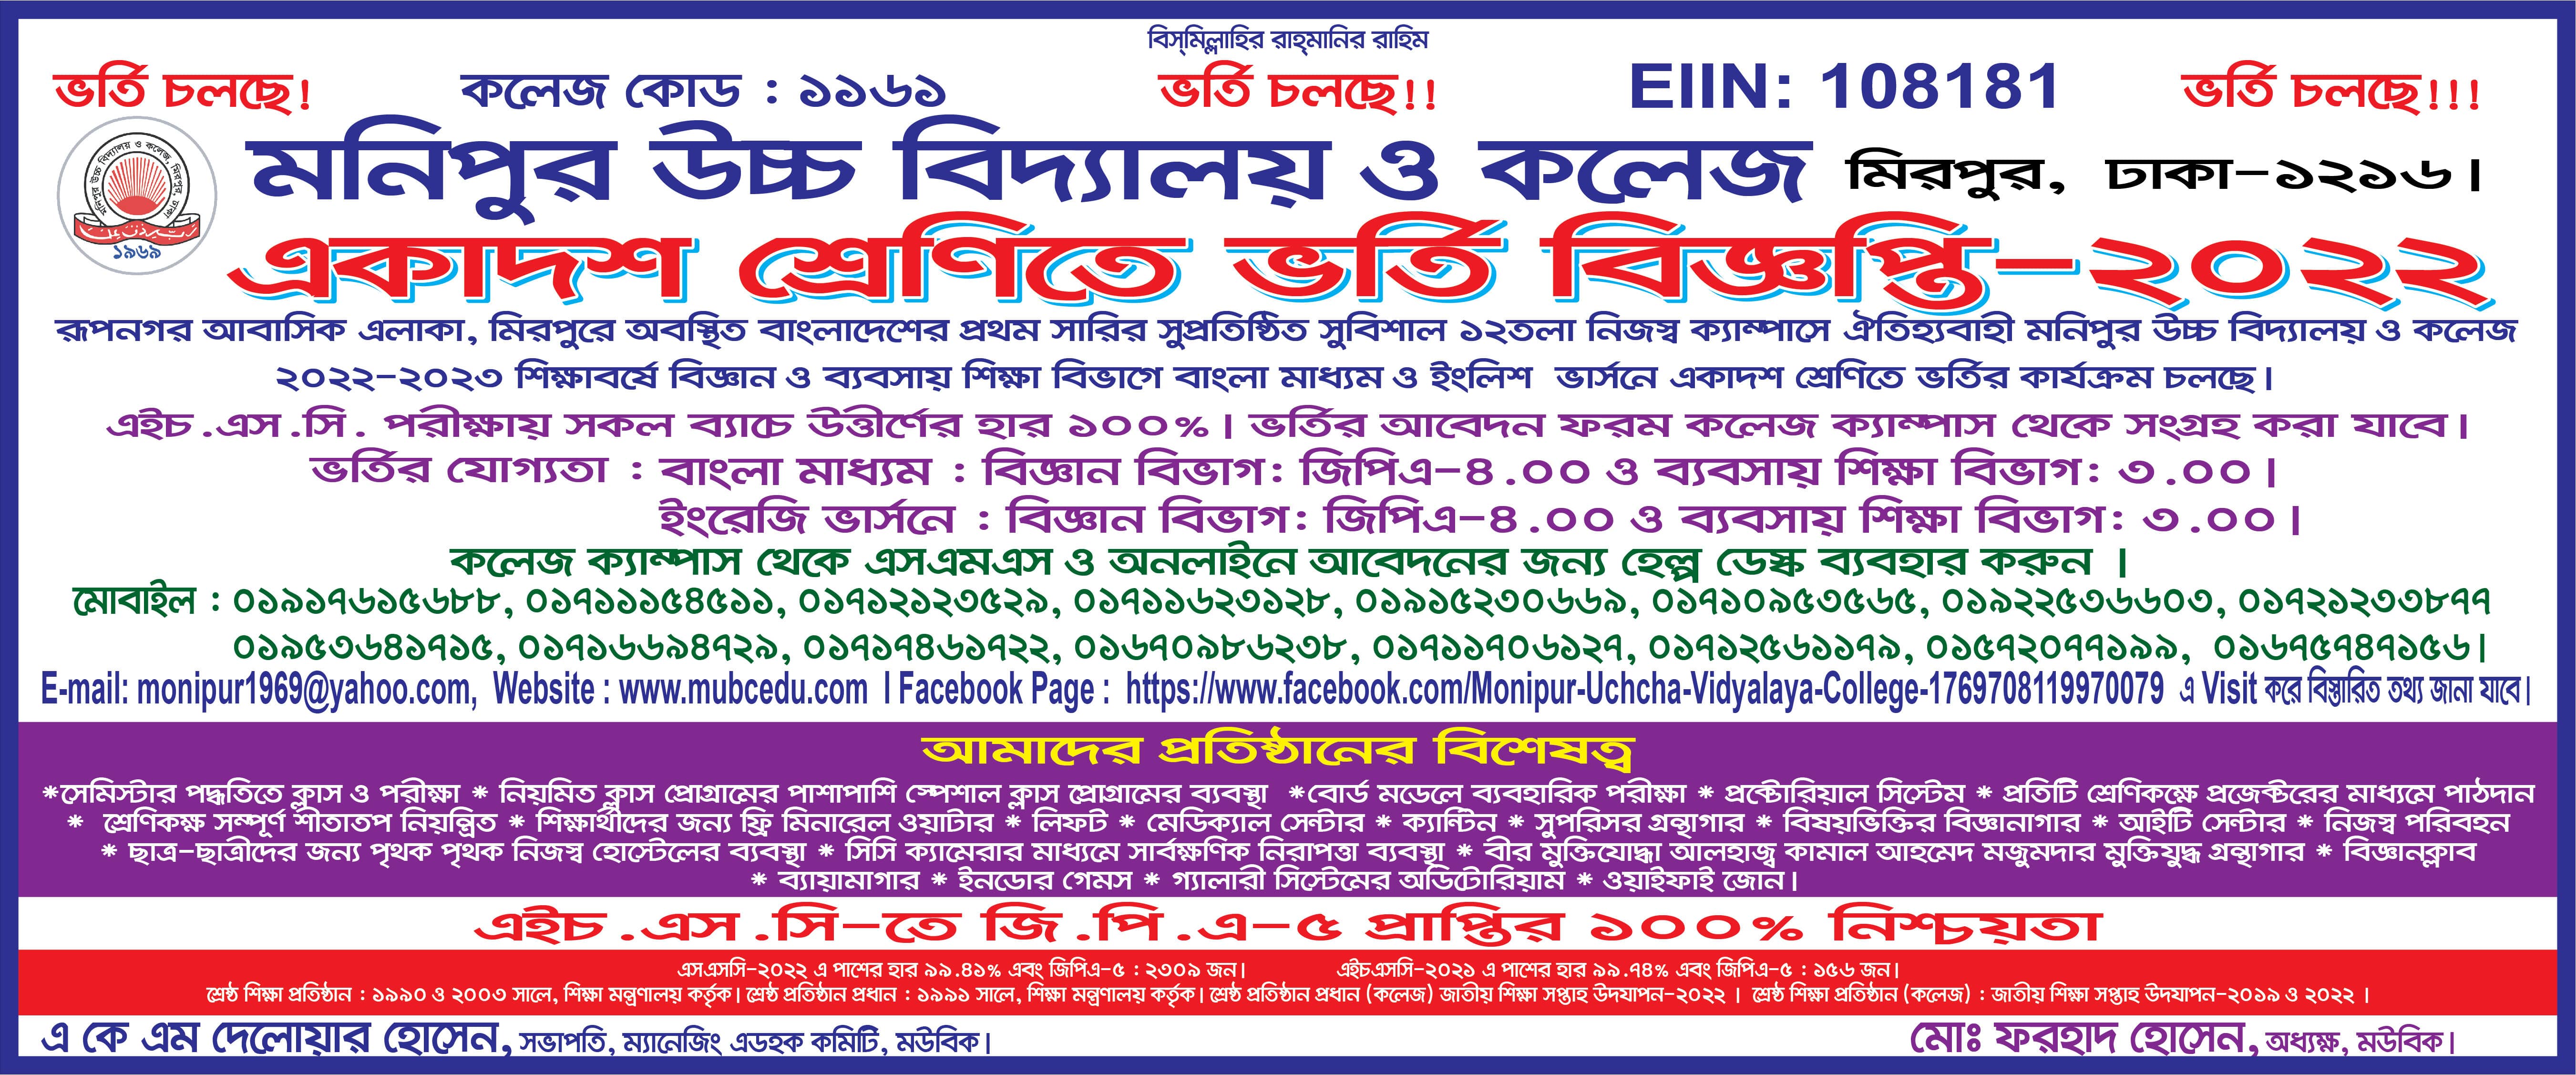 বিস্‌মিল্লাহির রাহ্‌মানির রাহিম
ভর্তি চলছে! কলেজ কোড : ১১৬১ ভর্তি চলছে!! EIIN: 108181 ভর্তি চলছে!!!
মনিপুর উচ্চ বিদ্যালয় ও কলেজ মিরপুর, ঢাকা-১২১৬।
মনিপুর উচ্চ বিদ্যালয় ও কলেজ, মিরপুর, ঢাকা
১৯৬৯
একাদশ শ্রেণিতে ভর্তি বিজ্ঞপ্তি-২০২২
রূপনগর আবাসিক এলাকা, মিরপুরে অবস্থিত বাংলাদেশের প্রথম সারির সুপ্রতিষ্ঠিত সুবিশাল ১২তলা নিজস্ব ক্যাম্পাসে ঐতিহ্যবাহী মনিপুর উচ্চ বিদ্যালয় ও কলেজ
২০২২-২০২৩ শিক্ষাবর্ষে বিজ্ঞান ও ব্যবসায় শিক্ষা বিভাগে বাংলা মাধ্যম ও ইংলিশ ভার্সনে একাদশ শ্রেণিতে ভর্তির কার্যক্রম চলছে।
এইচ.এস.সি. পরীক্ষায় সকল ব্যাচে উত্তীর্ণের হার ১০০%। ভর্তির আবেদন ফরম কলেজ ক্যাম্পাস থেকে সংগ্রহ করা যাবে।
ভর্তির যোগ্যতা : বাংলা মাধ্যম : বিজ্ঞান বিভাগ: জিপিএ-৪.০০ ও ব্যবসায় শিক্ষা বিভাগ: ৩.০০।
ইংরেজি ভার্সনে : বিজ্ঞান বিভাগ: জিপিএ-৪.০০ ও ব্যবসায় শিক্ষা বিভাগ: ৩.০০।
কলেজ ক্যাম্পাস থেকে এসএমএস ও অনলাইনে আবেদনের জন্য হেল্প ডেস্ক ব্যবহার করুন ।
মোবাইল : ০১৯১৭৬১৫৬৮৮, ০১৭১১১৫৪৫১১, ০১৭১২১২৩৫২৯, ০১৭১১৬২৩১২৮, ০১৯১৫২৩০৬৬৯, ০১৭১০৯৫৩৫৬৫, ০১৯২২৫৩৬৬০৩, ০১৭২১২৩৩৮৭৭
০১৯৫৩৬৪১৭১৫, ০১৭১৬৬৯৪৭২৯, ০১৭১৭৪৬১৭২২, ০১৬৭০৯৮৬২৩৮, ০১৭১১৭০৬১২৭, ০১৭১২৫৬১১৭৯, ০১৫৭২০৭৭১৯৯, ০১৬৭৫৭৪৭১৫৬।
E-mail: monipur1969@yahoo.com, Website : www.mubcedu.com । Facebook Page : https://www.facebook.com/Monipur-Uchcha-Vidyalaya-College-1769708119970079 এ Visit করে বিস্তারিত তথ্য জানা যাবে।
আমাদের প্রতিষ্ঠানের বিশেষত্ব
*সেমিস্টার পদ্ধতিতে ক্লাস ও পরীক্ষা * নিয়মিত ক্লাস প্রোগ্রামের পাশাপাশি স্পেশাল ক্লাস প্রোগ্রামের ব্যবস্থা *বোর্ড মডেলে ব্যবহারিক পরীক্ষা * প্রক্টোরিয়াল সিস্টেম * প্রতিটি শ্রেণিকক্ষে প্রজেক্টরের মাধ্যমে পাঠদান
* শ্রেণিকক্ষ সম্পূর্ণ শীতাতপ নিয়ন্ত্রিত * শিক্ষার্থীদের জন্য ফ্রি মিনারেল ওয়াটার * লিফট * মেডিক্যাল সেন্টার * ক্যান্টিন * সুপরিসর গ্রন্থাগার * বিষয়ভিত্তির বিজ্ঞানাগার * আইটি সেন্টার * নিজস্ব পরিবহন
* ছাত্র-ছাত্রীদের জন্য পৃথক পৃথক নিজস্ব হোস্টেলের ব্যবস্থা * সিসি ক্যামেরার মাধ্যমে সার্বক্ষণিক নিরাপত্তা ব্যবস্থা * বীর মুক্তিযোদ্ধা আলহাজ্ব কামাল আহমেদ মজুমদার মুক্তিযুদ্ধ গ্রন্থাগার * বিজ্ঞানক্লাব
* ব্যায়ামাগার * ইনডোর গেমস * গ্যালারী সিস্টেমের অডিটোরিয়াম * ওয়াইফাই জোন।
এইচ.এস.সি-তে জি.পি.এ-৫ প্রাপ্তির ১০০% নিশ্চয়তা
এসএসসি-২০২২ এ পাশের হার ৯৯.৪১% এবং জিপিএ-৫ : ২৩০৯ জন। এইচএসসি-২০২১ এ পাশের হার ৯৯.৭৪% এবং জিপিএ-৫ : ১৫৬ জন।
শ্রেষ্ঠ শিক্ষা প্রতিষ্ঠান : ১৯৯০ ও ২০০৩ সালে, শিক্ষা মন্ত্রণালয় কর্তৃক। শ্রেষ্ঠ প্রতিষ্ঠান প্রধান : ১৯৯১ সালে, শিক্ষা মন্ত্রণালয় কর্তৃক। শ্রেষ্ঠ প্রতিষ্ঠান প্রধান (কলেজ) জাতীয় শিক্ষা সপ্তাহ উদযাপন-২০২২ । শ্রেষ্ঠ শিক্ষা প্রতিষ্ঠান (কলেজ) : জাতীয় শিক্ষা সপ্তাহ উদযাপন-২০১৯ ও ২০২২ ।
এ কে এম দেলোয়ার হোসেন, সভাপতি, ম্যানেজিং এডহক কমিটি, মউবিক। মোঃ ফরহাদ হোসেন, অধ্যক্ষ, মউবিক।